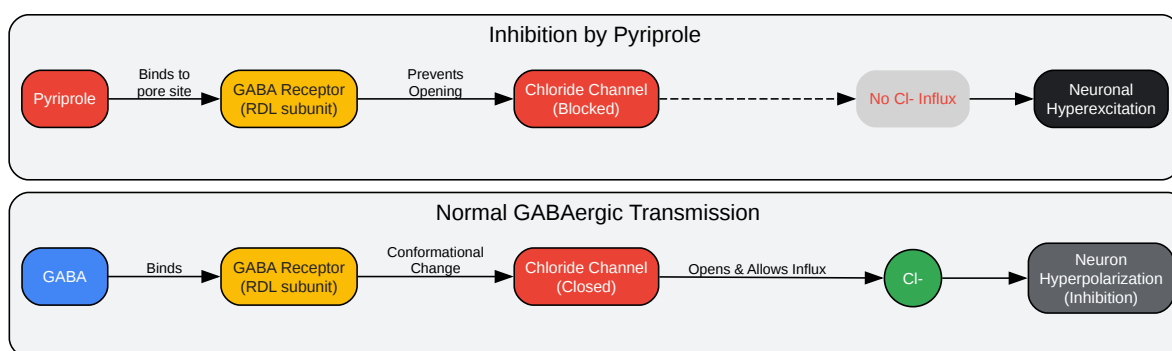 Inhibition by Pyriprole
Pyriprole
Binds to
pore site
GABA Receptor
(RDL subunit)
Prevents
Opening
Chloride Channel
(Blocked)
No Cl- Influx
Neuronal
Hyperexcitation
Normal GABAergic Transmission
GABA
Binds
GABA Receptor
(RDL subunit)
Conformational
Change
Chloride Channel
(Closed)
Opens & Allows Influx
Cl-
Neuron
Hyperpolarization
(Inhibition)